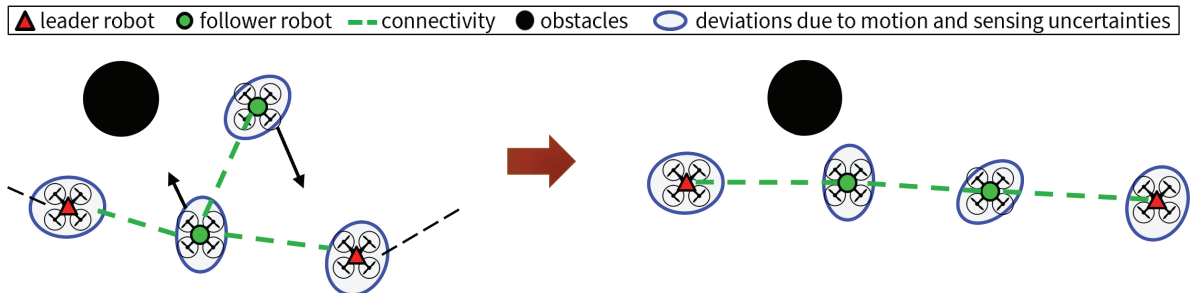 leader robot follower robot connectivity obstacles deviations due to motion and sensing uncertainties